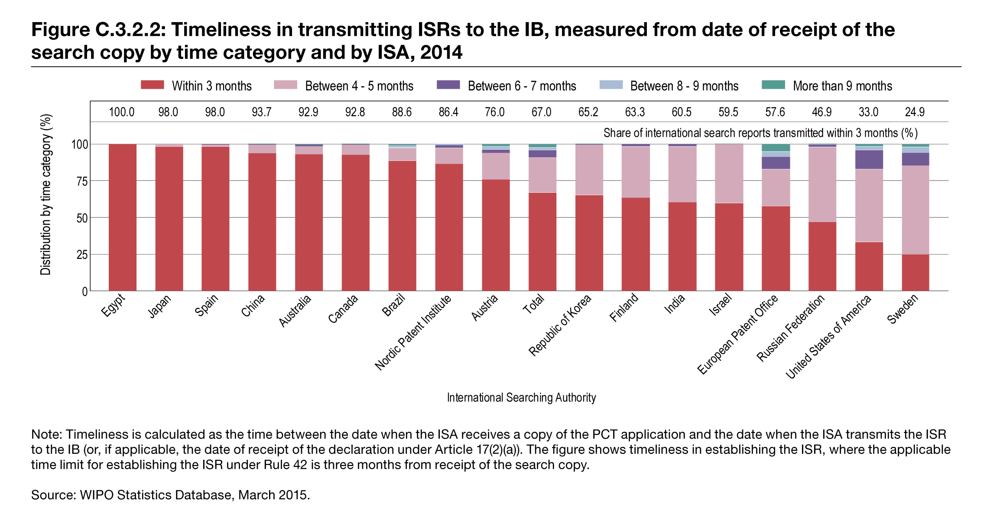 Figure C.3.2.2: Timeliness in transmitting ISRs to the IB, measured from date of receipt of the
search copy by time category and by ISA, 2014
Within 3 months Between 4 - 5 months Between 6 - 7 months Between 8 - 9 months More than 9 months
100.0 98.0 98.0 93.7 92.9 92.8 88.6 86.4 76.0 67.0 65.2 63.3 60.5 59.5 57.6 46.9 33.0 24.9
Share of international search reports transmitted within 3 months (%)
Distribution by time category (%)
100
75
50
25
0
Egypt
Japan
Spain
China
Australia
Canada
Brazil
Nordic Patent Institute
Austria
Total
Republic of Korea
Finland
India
Israel
European Patent Office
Russian Federation
United States of America
Sweden
International Searching Authority
Note: Timeliness is calculated as the time between the date when the ISA receives a copy of the PCT application and the date when the ISA transmits the ISR
to the IB (or, if applicable, the date of receipt of the declaration under Article 17(2)(a)). The figure shows timeliness in establishing the ISR, where the applicable
time limit for establishing the ISR under Rule 42 is three months from receipt of the search copy.
Source: WIPO Statistics Database, March 2015.